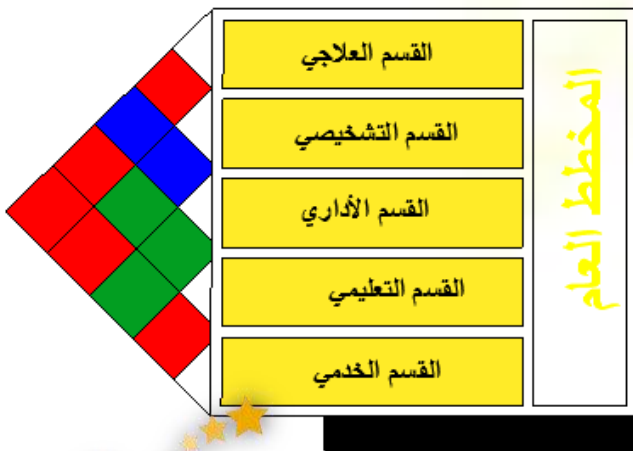 المخطط العام
القسم العلاجي
القسم التشخيصي
القسم الأداري
القسم التعليمي
القسم الخدمي